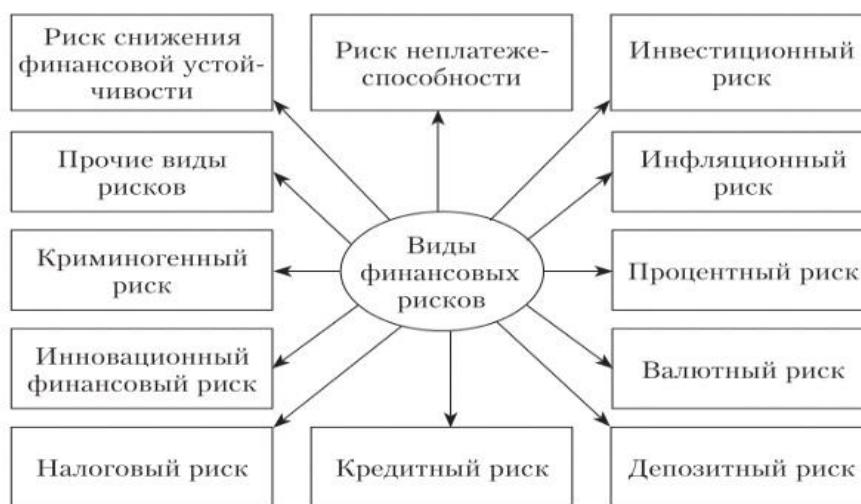 Риск снижения
финансовой устой-
чивости
Риск неплатеже-
способности
Инвестиционный
риск
Прочие виды
рисков
Инфляционный
риск
Криминогенный
риск
Виды
финансовых
рисков
Процентный риск
Инновационный
финансовый риск
Валютный риск
Налоговый риск
Кредитный риск
Депозитный риск